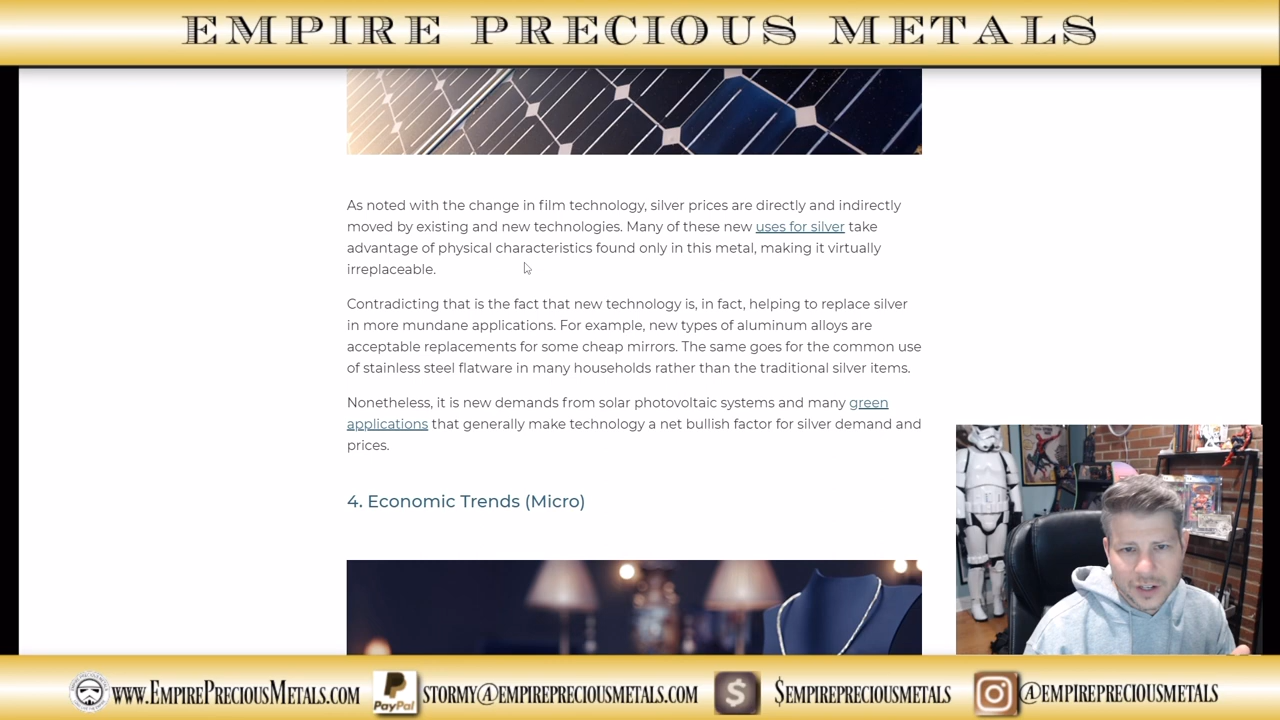 EMPIRE PRECIOUS METALS
As noted with the change in film technology, silver prices are directly and indirectly
moved by existing and new technologies. Many of these new uses for silver take
advantage of physical characteristics found only in this metal, making it virtually
irreplaceable.
Contradicting that is the fact that new technology is, in fact, helping to replace silver
in more mundane applications. For example, new types of aluminum alloys are
acceptable replacements for some cheap mirrors. The same goes for the common use
of stainless steel flatware in many households rather than the traditional silver items.
Nonetheless, it is new demands from solar photovoltaic systems and many green
applications that generally make technology a net bullish factor for silver demand and
prices.
4. Economic Trends (Micro)
www.EmpirePreciousMetals.com
PayPal
stormy@empirepreciousmetals.com
$
$empirepreciousmetals
@empirepreciousmetals